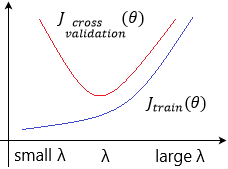 J cross validation (θ)
J train (θ)
small λ λ large λ